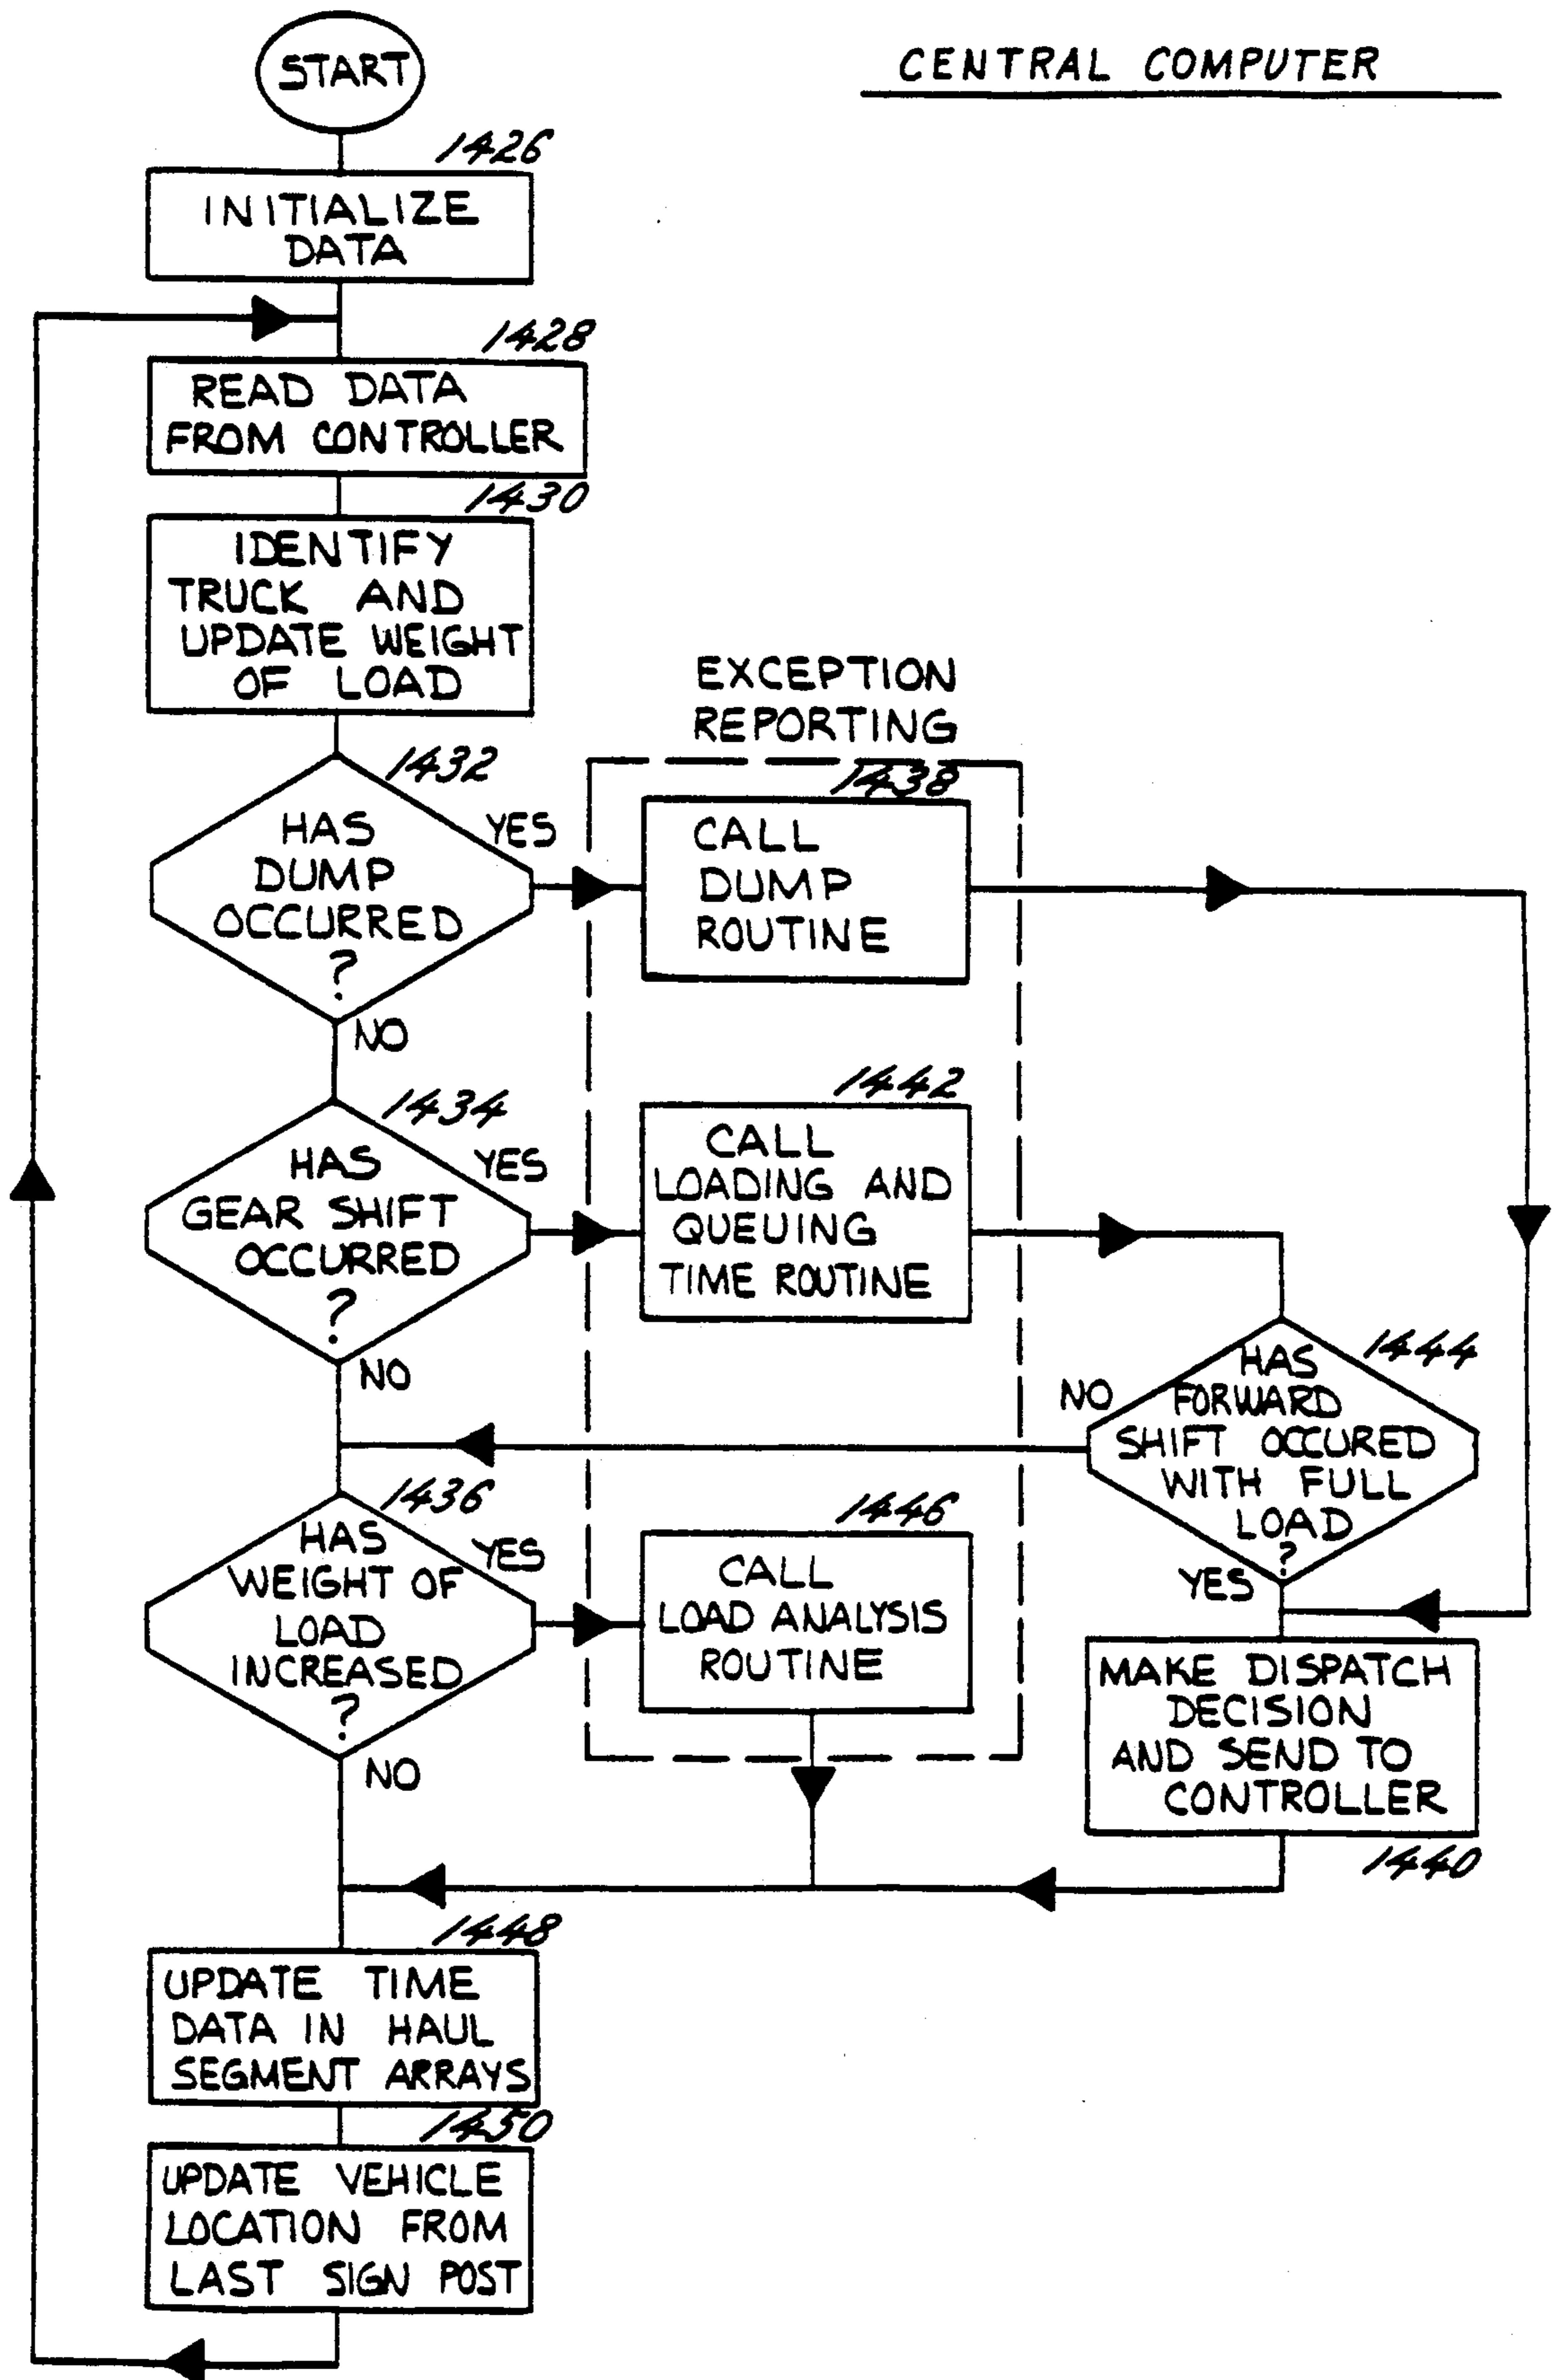 START
CENTRAL COMPUTER
1426
INITIALIZE
DATA
1428
READ DATA
FROM CONTROLLER
1430
IDENTIFY
TRUCK AND
UPDATE WEIGHT
OF LOAD
EXCEPTION
REPORTING
1432
HAS
DUMP
OCCURRED
?
YES
NO
1438
CALL
DUMP
ROUTINE
1434
HAS
GEAR SHIFT
OCCURRED
?
YES
NO
1442
CALL
LOADING AND
QUEUING
TIME ROUTINE
1444
HAS
FORWARD
SHIFT OCCURED
WITH FULL
LOAD
?
NO
YES
1436
HAS
WEIGHT OF
LOAD
INCREASED
?
YES
NO
1446
CALL
LOAD ANALYSIS
ROUTINE
MAKE DISPATCH
DECISION
AND SEND TO
CONTROLLER
1440
1448
UPDATE TIME
DATA IN HAUL
SEGMENT ARRAYS
1450
UPDATE VEHICLE
LOCATION FROM
LAST SIGN POST